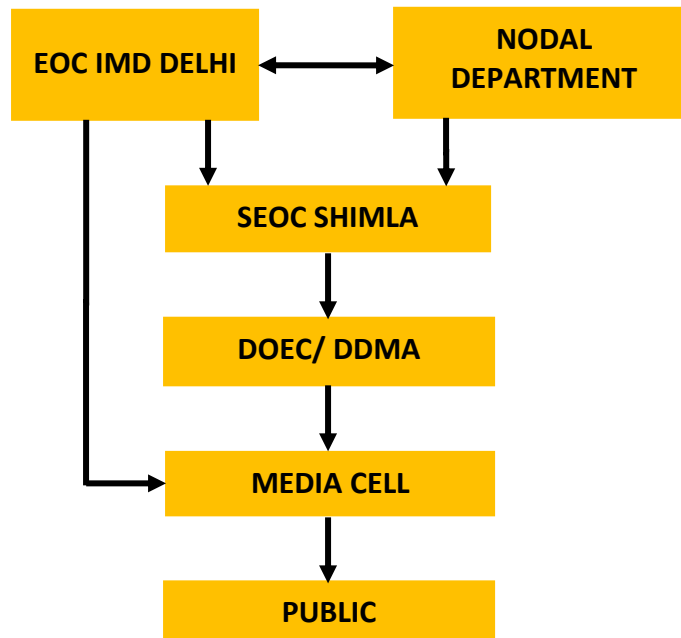 EOC IMD DELHI
NODAL
DEPARTMENT
SEOC SHIMLA
DOEC/ DDMA
MEDIA CELL
PUBLIC